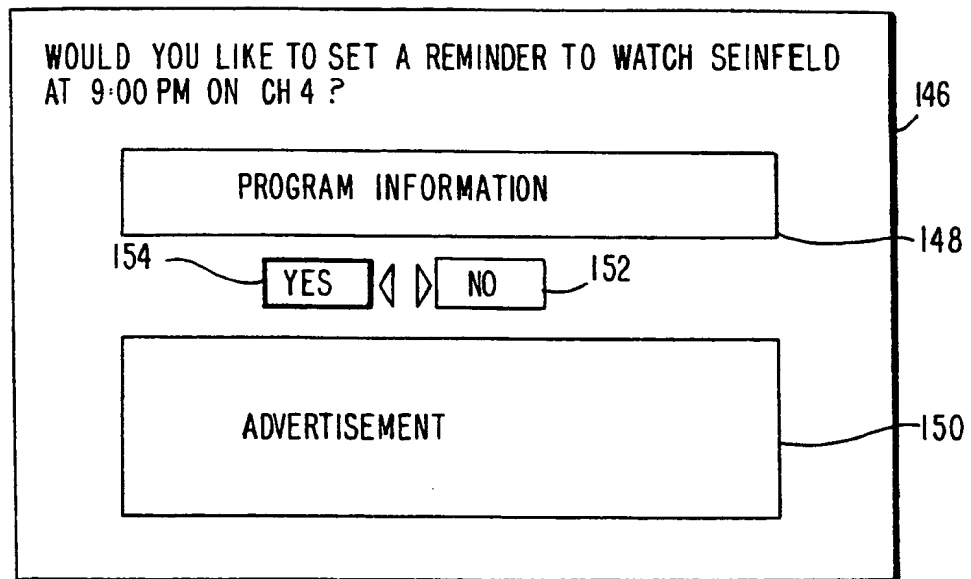 WOULD YOU LIKE TO SET A REMINDER TO WATCH SEINFELD
AT 9:00 PM ON CH 4 ?
146
PROGRAM INFORMATION
148
154
YES
NO
152
ADVERTISEMENT
150